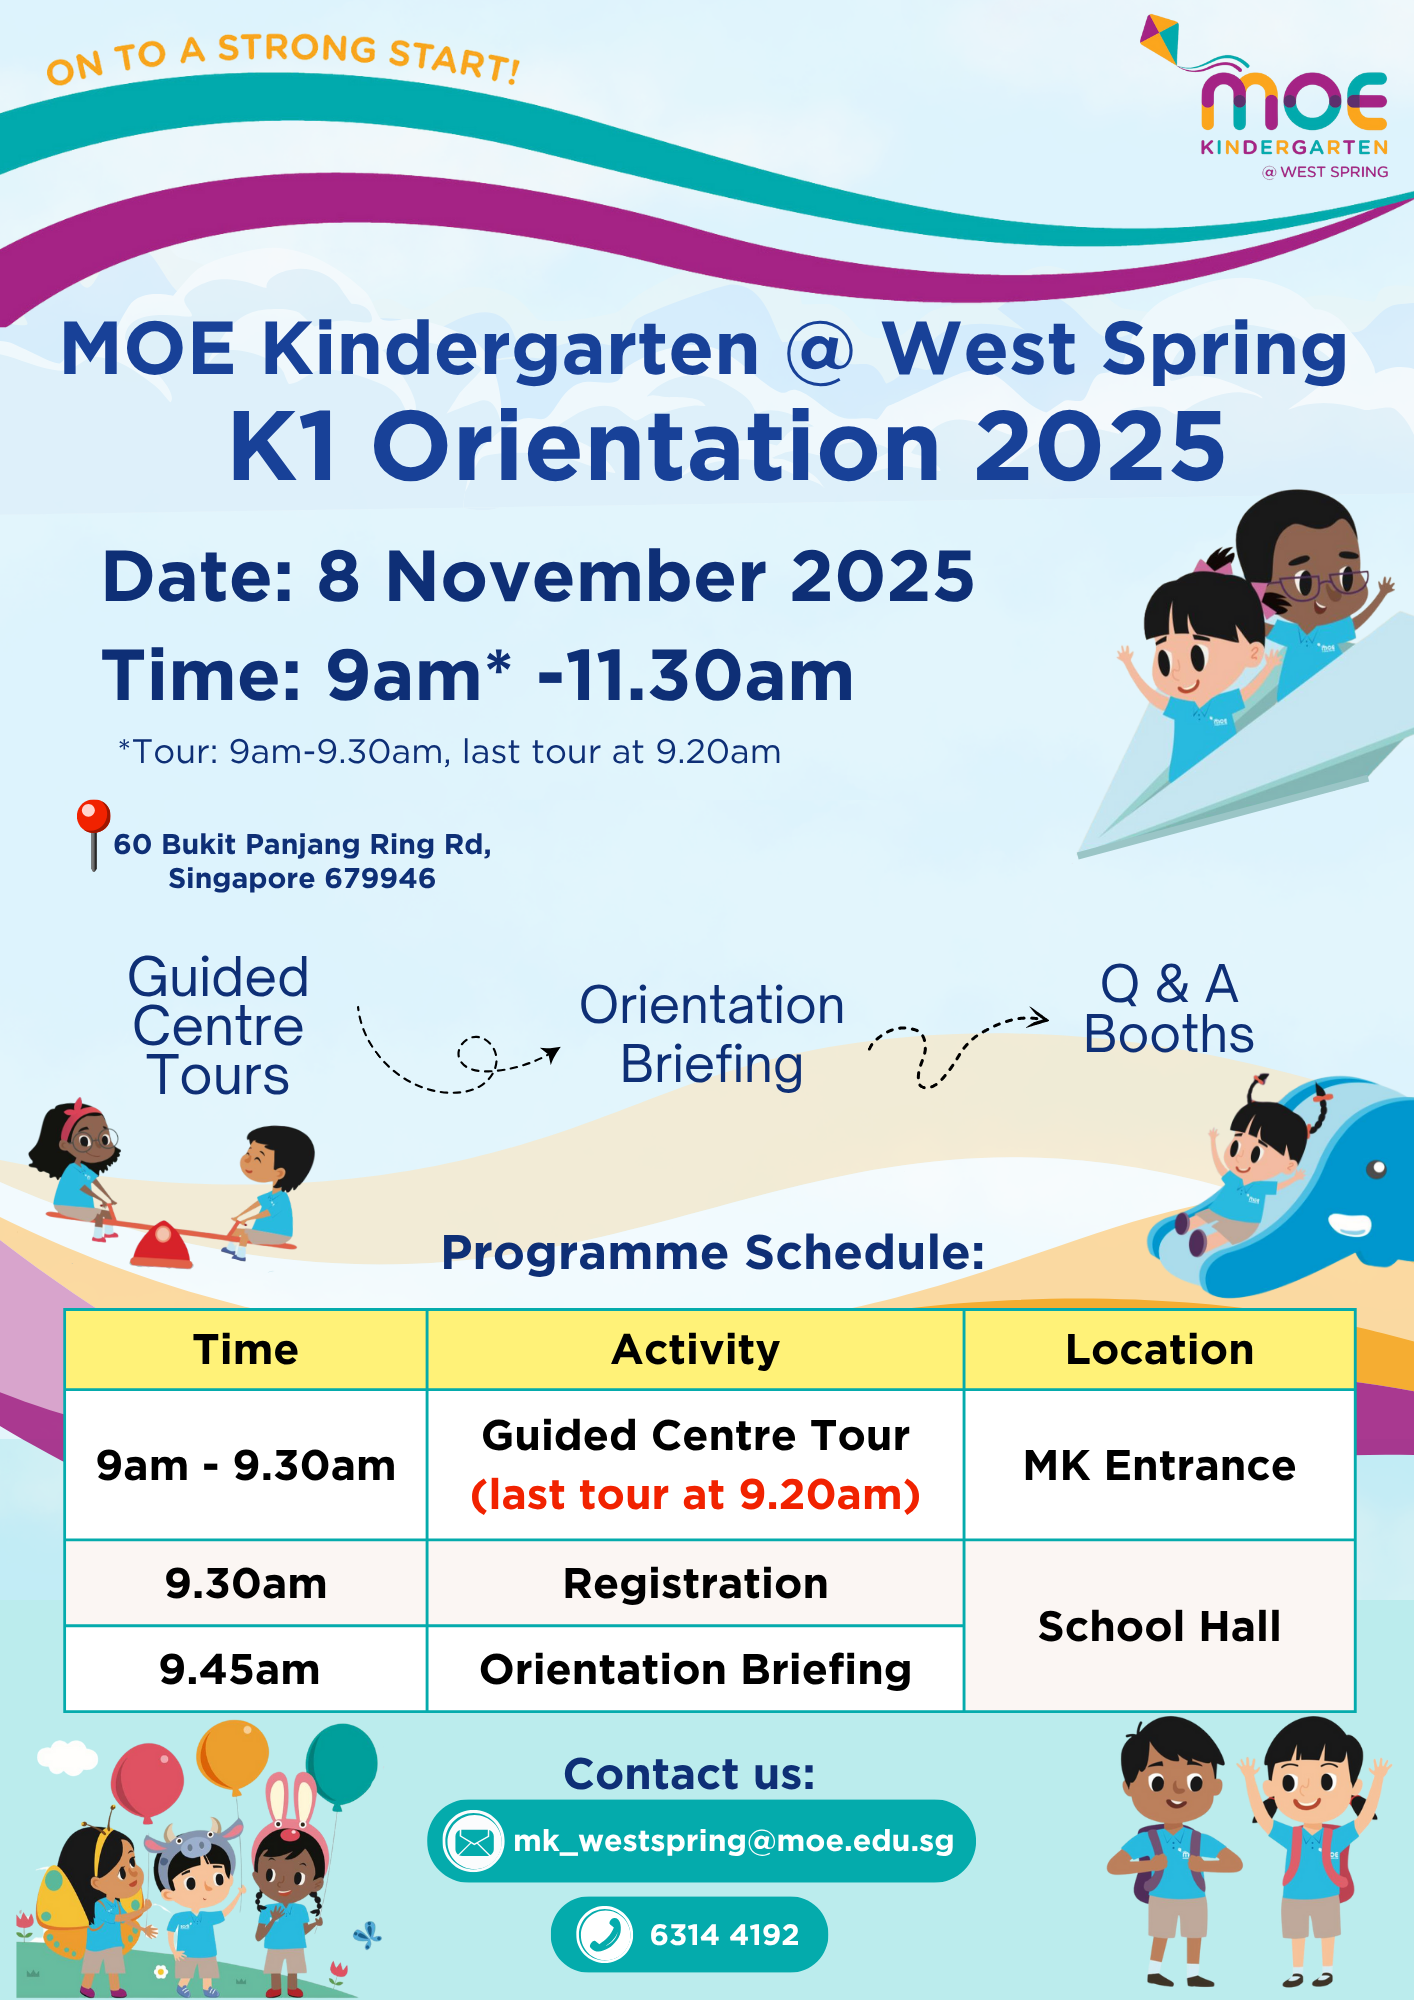 ON TO A STRONG START!
MOE
KINDERGARTEN
@ WEST SPRING
MOE Kindergarten @ West Spring
K1 Orientation 2025
Date: 8 November 2025
Time: 9am* -11.30am
*Tour: 9am-9.30am, last tour at 9.20am
60 Bukit Panjang Ring Rd,
Singapore 679946
Guided
Centre
Tours
Orientation
Briefing
Q & A
Booths
Programme Schedule:
Time Activity Location
9am - 9.30am
Guided Centre Tour
(last tour at 9.20am)
MK Entrance
9.30am Registration
School Hall
9.45am Orientation Briefing
Contact us:
mk_westspring@moe.edu.sg
6314 4192